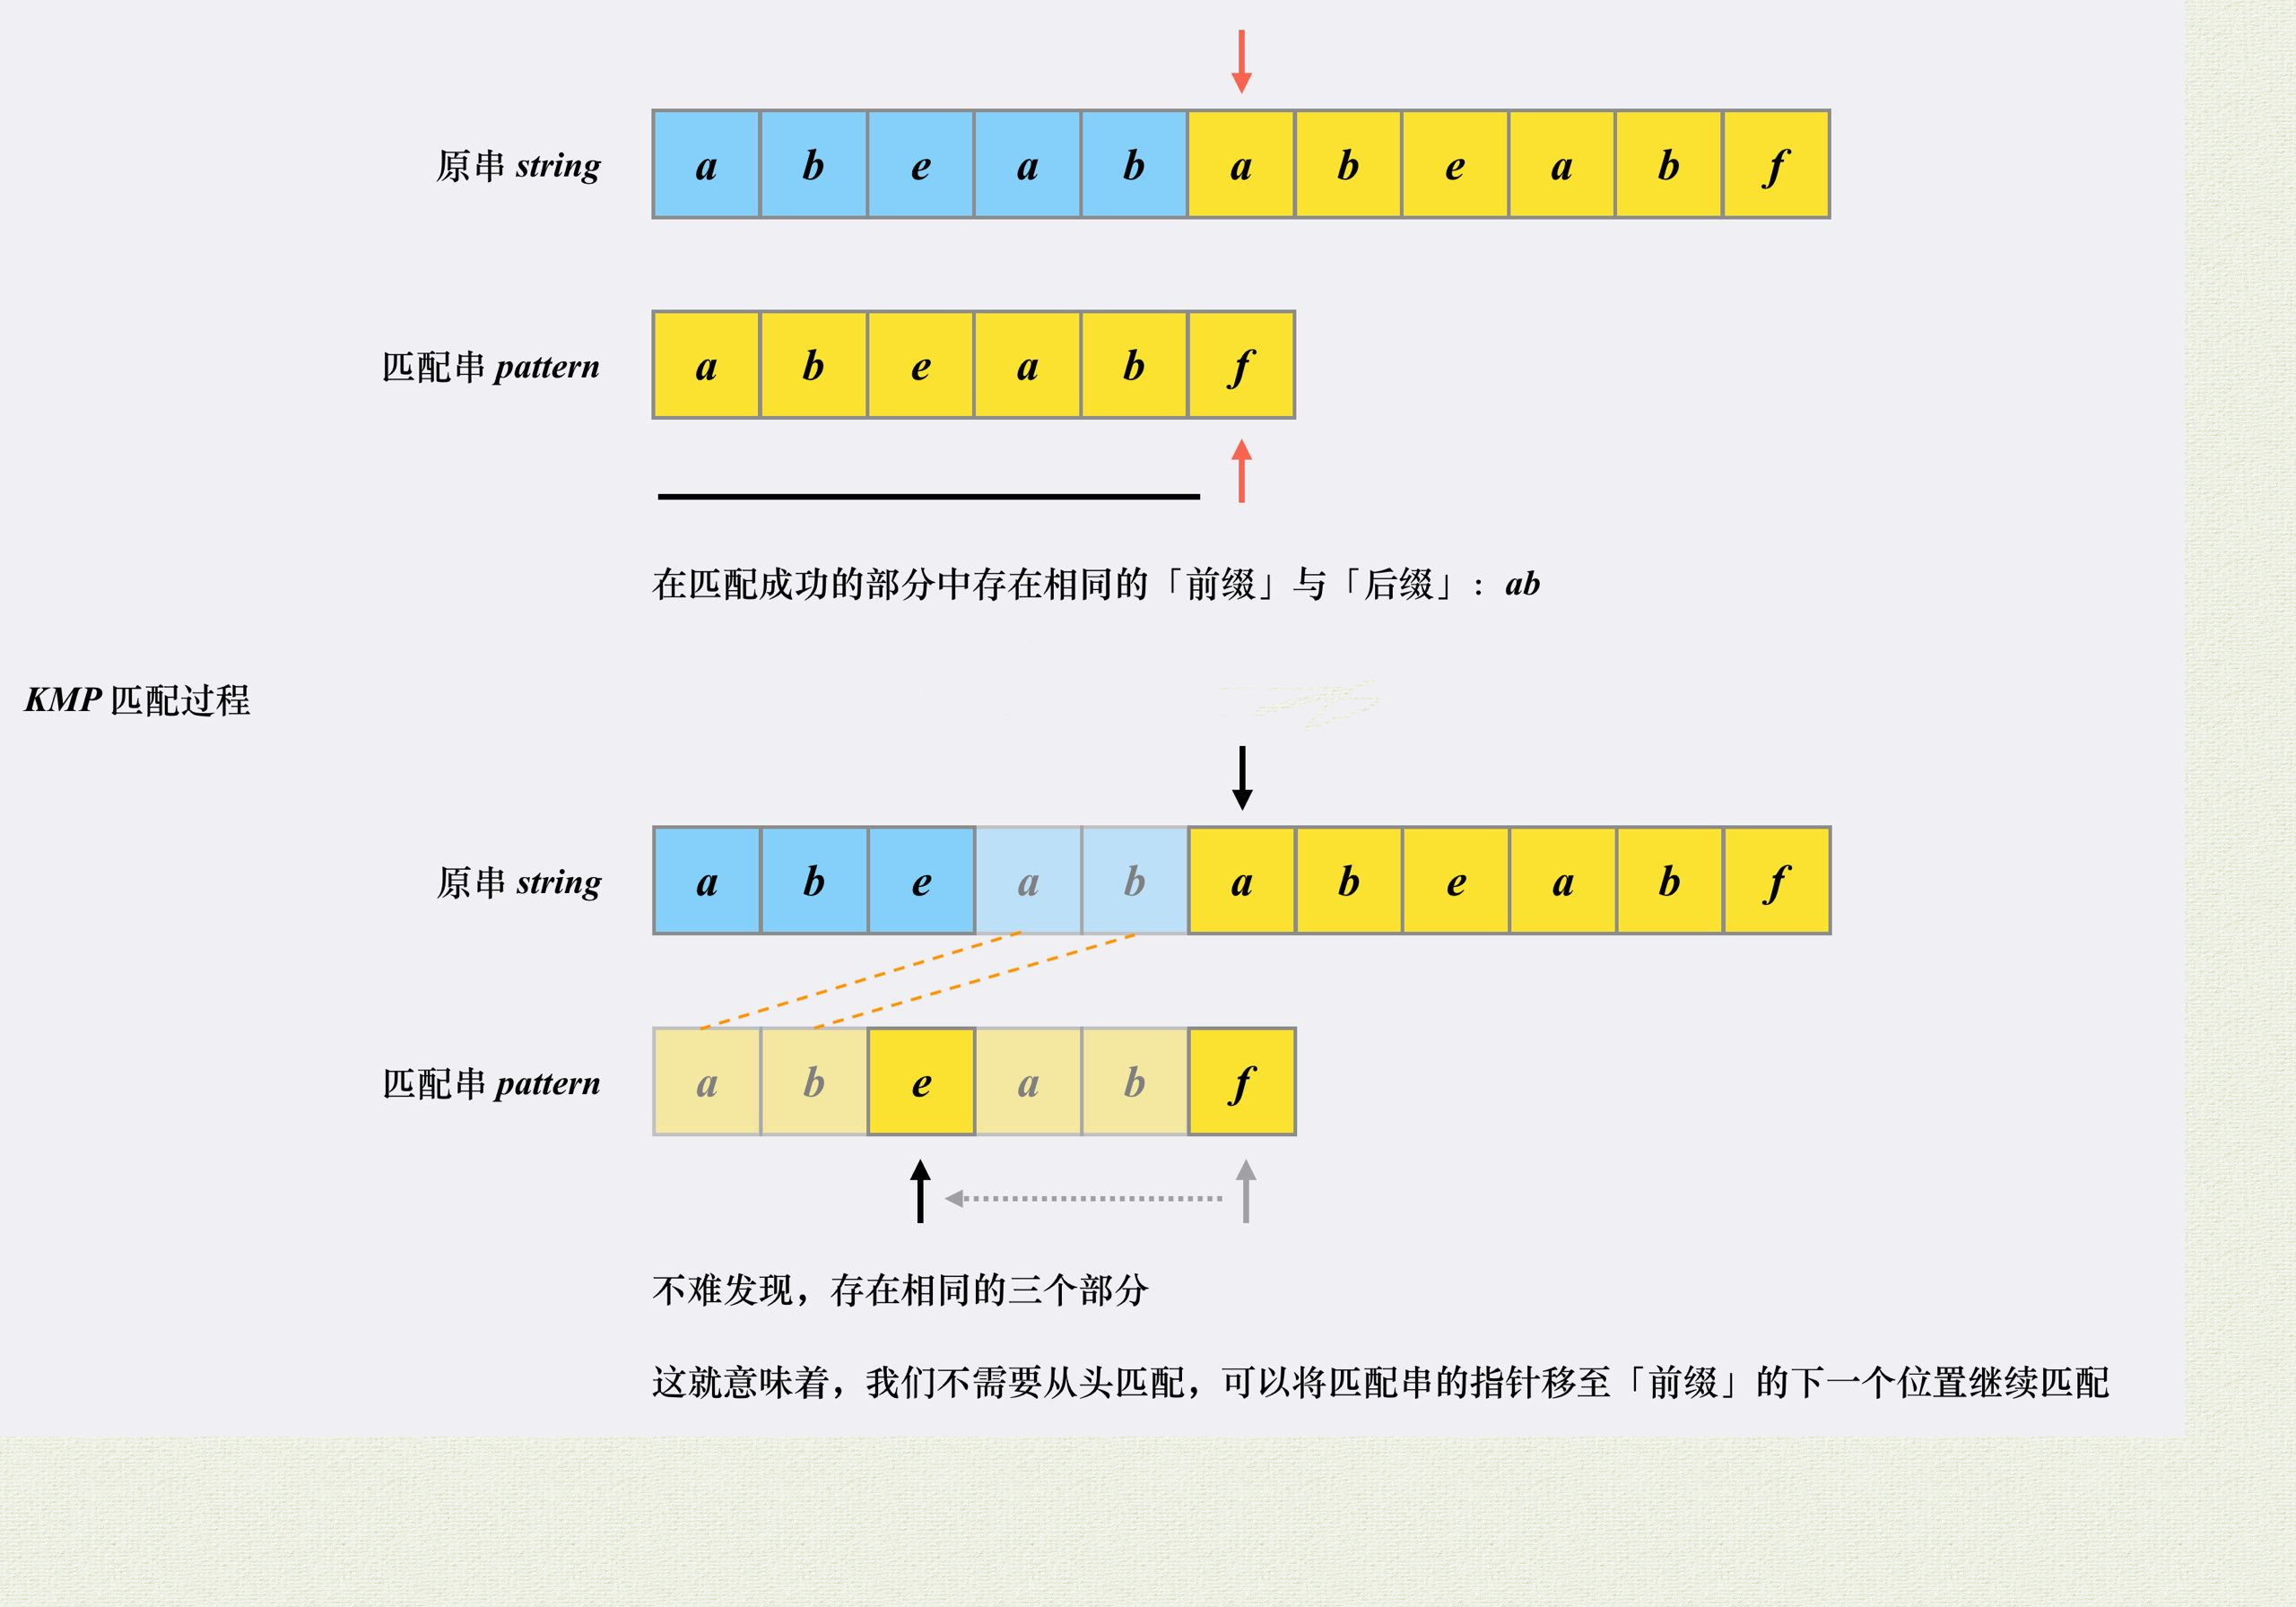 原串 string a b e a b a b e a b f
匹配串 pattern a b e a b f
在匹配成功的部分中存在相同的「前缀」与「后缀」：ab
KMP 匹配过程
原串 string a b e a b a b e a b f
匹配串 pattern a b e a b f
不难发现，存在相同的三个部分
这就意味着，我们不需要从头匹配，可以将匹配串的指针移至「前缀」的下一个位置继续匹配